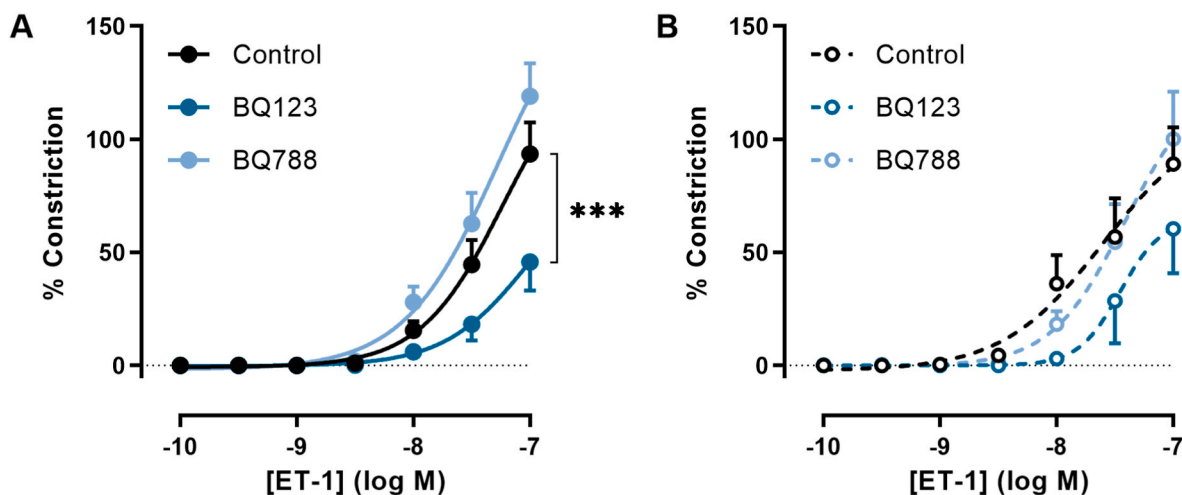 A
% Constriction
150
100
50
0
Control
BQ123
BQ788
***
-10
-9
-8
-7
[ET-1] (log M)
B
% Constriction
150
100
50
0
Control
BQ123
BQ788
-10
-9
-8
-7
[ET-1] (log M)